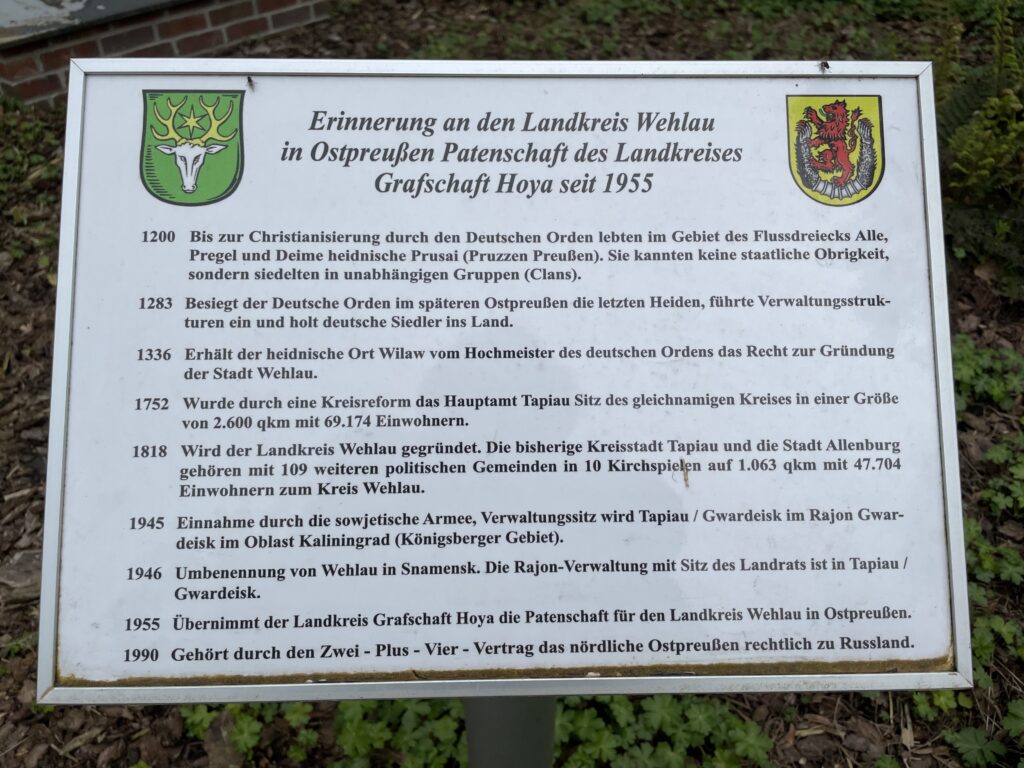 Erinnerung an den Landkreis Wehlau
in Ostpreußen Patenschaft des Landkreises
Grafschaft Hoya seit 1955
1200 Bis zur Christianisierung durch den Deutschen Orden lebten im Gebiet des Flussdreiecks Alle,
Pregel und Deime heidnische Prusai (Pruzzen Preußen). Sie kannten keine staatliche Obrigkeit,
sondern siedelten in unabhängigen Gruppen (Clans).
1283 Besiegt der Deutsche Orden im späteren Ostpreußen die letzten Heiden, führte Verwaltungsstruk-
turen ein und holt deutsche Siedler ins Land.
1336 Erhält der heidnische Ort Wilaw vom Hochmeister des deutschen Ordens das Recht zur Gründung
der Stadt Wehlau.
1752 Wurde durch eine Kreisreform das Hauptamt Tapiau Sitz des gleichnamigen Kreises in einer Größe
von 2.600 qkm mit 69.174 Einwohnern.
1818 Wird der Landkreis Wehlau gegründet. Die bisherige Kreisstadt Tapiau und die Stadt Allenburg
gehören mit 109 weiteren politischen Gemeinden in 10 Kirchspielen auf 1.063 qkm mit 47.704
Einwohnern zum Kreis Wehlau.
1945 Einnahme durch die sowjetische Armee, Verwaltungssitz wird Tapiau / Gwardeisk im Rajon Gwar-
deisk im Oblast Kaliningrad (Königsberger Gebiet).
1946 Umbenennung von Wehlau in Snamensk. Die Rajon-Verwaltung mit Sitz des Landrats ist in Tapiau /
Gwardeisk.
1955 Übernimmt der Landkreis Grafschaft Hoya die Patenschaft für den Landkreis Wehlau in Ostpreußen.
1990 Gehört durch den Zwei - Plus - Vier - Vertrag das nördliche Ostpreußen rechtlich zu Russland.